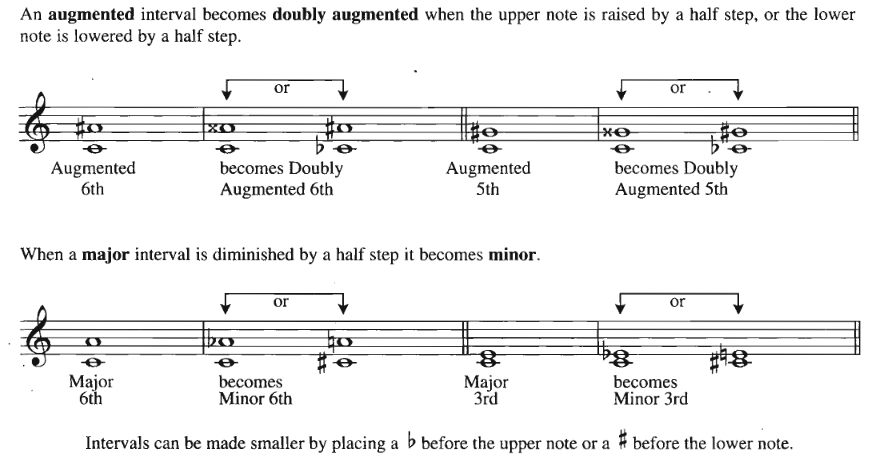 An augmented interval becomes doubly augmented when the upper note is raised by a half step, or the lower
note is lowered by a half step.
or or
Augmented becomes Doubly Augmented becomes Doubly
6th Augmented 6th 5th Augmented 5th
When a major interval is diminished by a half step it becomes minor.
or or
Major becomes Major becomes
6th Minor 6th 3rd Minor 3rd
Intervals can be made smaller by placing a ♭ before the upper note or a ♯ before the lower note.